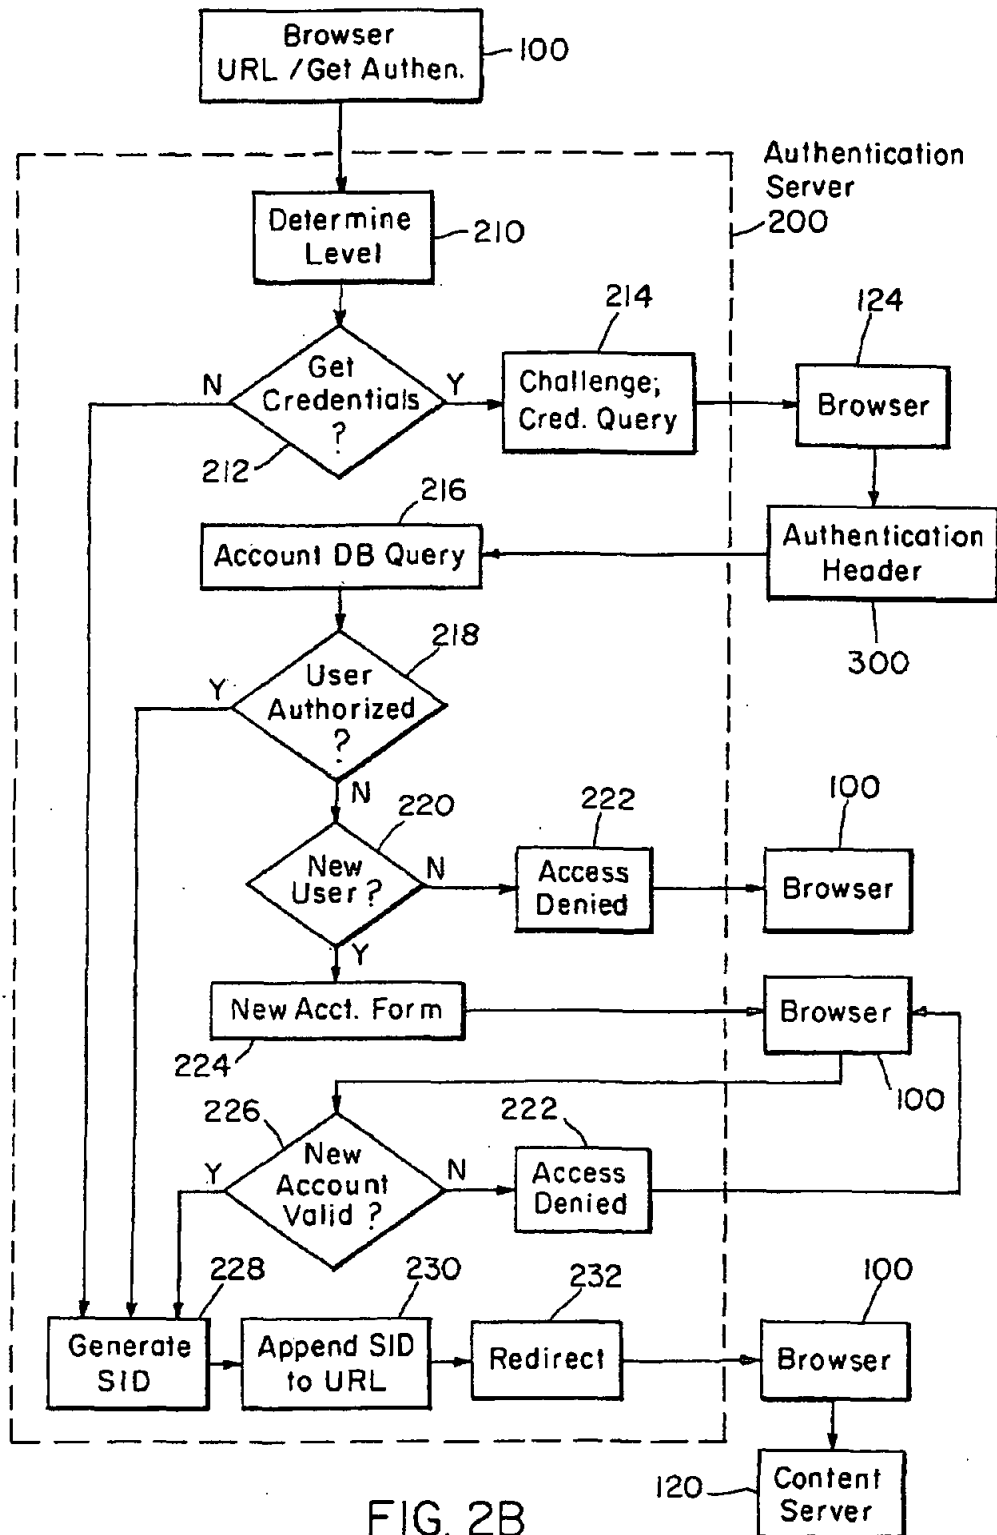 Browser
URL /Get Authen.
100
Authentication
Server
200
Determine
Level
210
214
124
Get
Credentials
?
N
Y
212
Challenge;
Cred. Query
Browser
216
Account DB Query
Authentication
Header
300
218
User
Authorized
?
Y
N
220
222
100
New
User ?
N
Y
Access
Denied
Browser
New Acct. Form
224
Browser
100
226
222
New
Account
Valid ?
Y
N
Access
Denied
228
230
232
100
Generate
SID
Append SID
to URL
Redirect
Browser
120
Content
Server
FIG. 2B